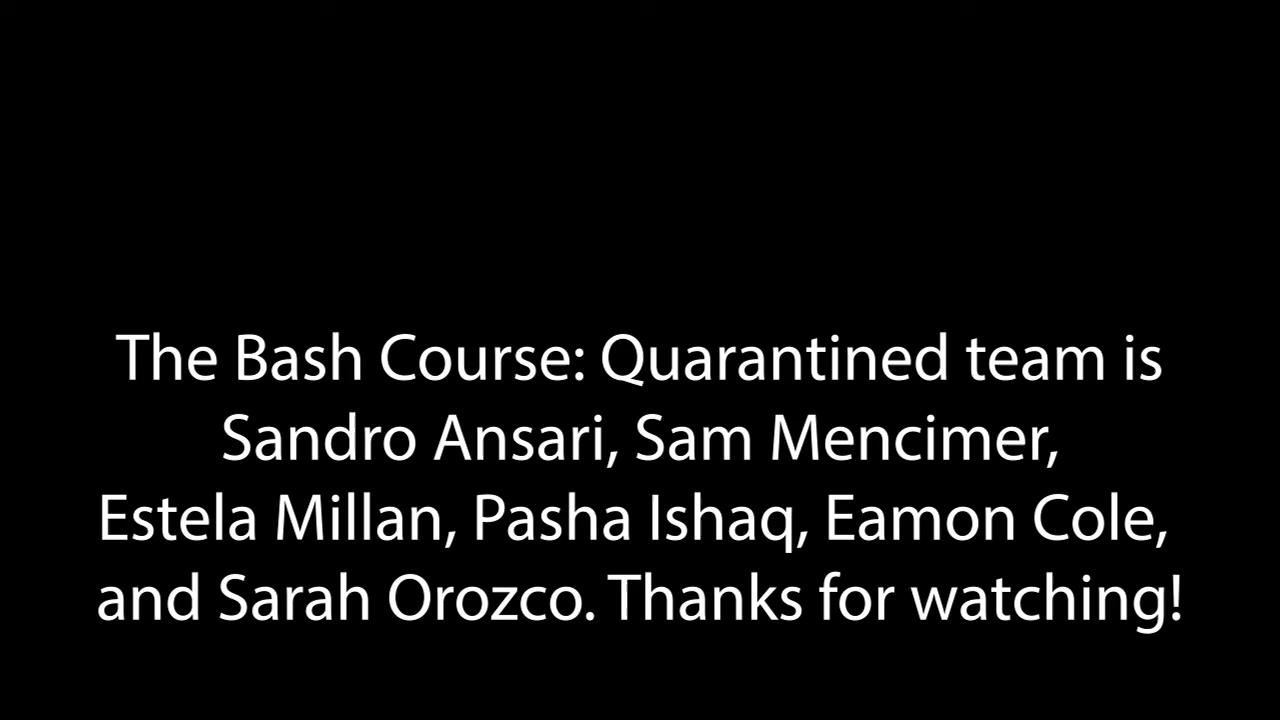 The Bash Course: Quarantined team is
Sandro Ansari, Sam Mencimer,
Estela Millan, Pasha Ishaq, Eamon Cole,
and Sarah Orozco. Thanks for watching!